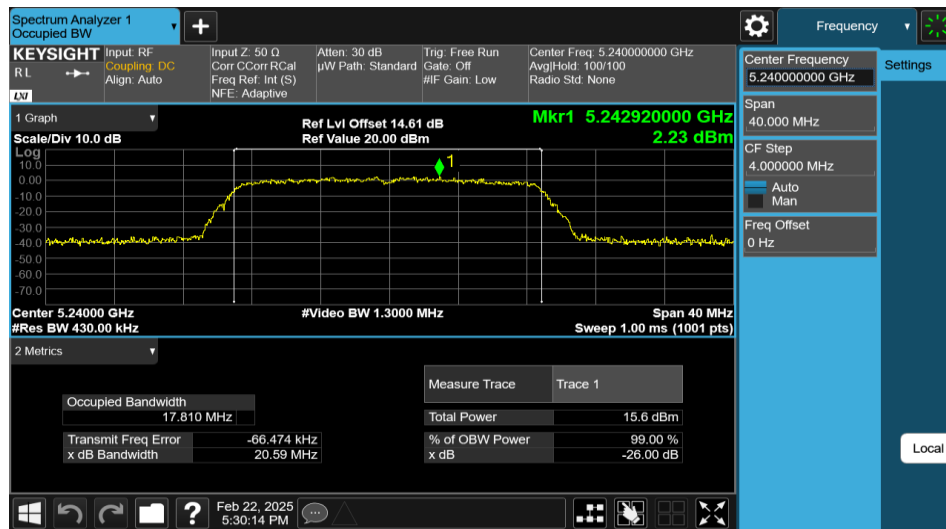 Spectrum Analyzer 1
Occupied BW
+
Frequency
KEYSIGHT
R L
LXI
Input: RF
Coupling: DC
Align: Auto
Input Z: 50 Ω
Corr CCorr RCal
Freq Ref: Int (S)
NFE: Adaptive
Atten: 30 dB
µW Path: Standard
Trig: Free Run
Gate: Off
#IF Gain: Low
Center Freq: 5.240000000 GHz
Avg|Hold: 100/100
Radio Std: None
Center Frequency
5.240000000 GHz
Settings
Span
40.000 MHz
CF Step
4.000000 MHz
Auto
Man
Freq Offset
0 Hz
Local
1 Graph
Scale/Div 10.0 dB
Ref Lvl Offset 14.61 dB
Ref Value 20.00 dBm
Mkr1 5.242920000 GHz
2.23 dBm
Log
10.0
0.00
-10.0
-20.0
-30.0
-40.0
-50.0
-60.0
-70.0
1
Center 5.24000 GHz
#Res BW 430.00 kHz
#Video BW 1.3000 MHz
Span 40 MHz
Sweep 1.00 ms (1001 pts)
2 Metrics
Measure Trace Trace 1
Occupied Bandwidth
17.810 MHz
Total Power 15.6 dBm
Transmit Freq Error -66.474 kHz
% of OBW Power 99.00 %
x dB Bandwidth 20.59 MHz
x dB -26.00 dB
?
Feb 22, 2025
5:30:14 PM